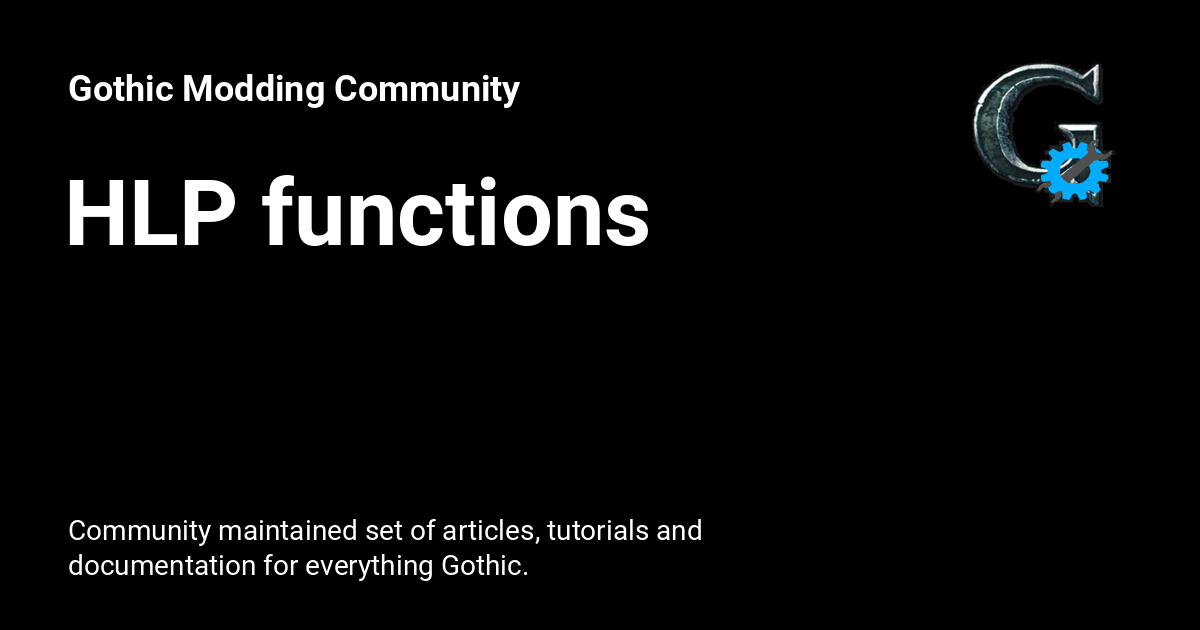 Gothic Modding Community
HLP functions
G
Community maintained set of articles, tutorials and
documentation for everything Gothic.